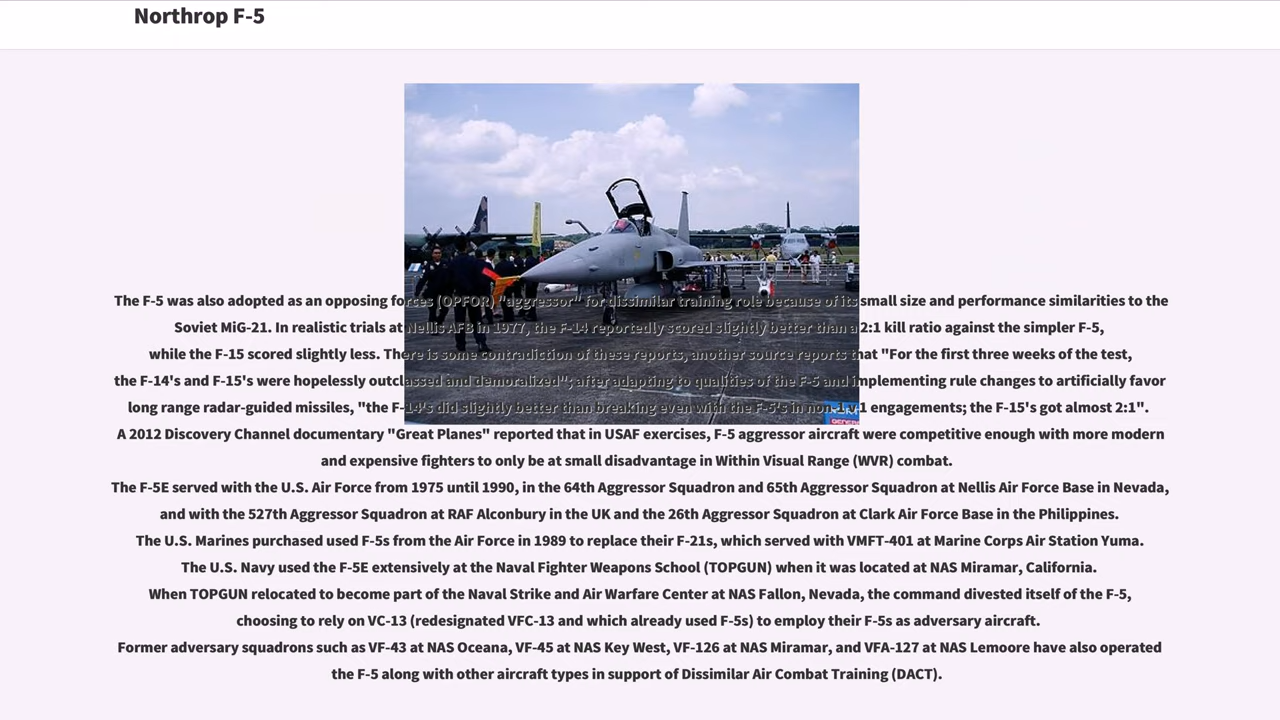 Northrop F-5
The F-5 was also adopted as an opposing forces (OPFOR) "aggressor" for dissimilar training role because of its small size and performance similarities to the
Soviet MiG-21. In realistic trials at Nellis AFB in 1977, the F-14 reportedly scored slightly better than a 2:1 kill ratio against the simpler F-5,
while the F-15 scored slightly less. There is some contradiction of these reports, another source reports that "For the first three weeks of the test,
the F-14's and F-15's were hopelessly outclassed and demoralized"; after adapting to qualities of the F-5 and implementing rule changes to artificially favor
long range radar-guided missiles, "the F-14's did slightly better than breaking even with the F-5's in non-1 v 1 engagements; the F-15's got almost 2:1".
A 2012 Discovery Channel documentary "Great Planes" reported that in USAF exercises, F-5 aggressor aircraft were competitive enough with more modern
and expensive fighters to only be at small disadvantage in Within Visual Range (WVR) combat.
The F-5E served with the U.S. Air Force from 1975 until 1990, in the 64th Aggressor Squadron and 65th Aggressor Squadron at Nellis Air Force Base in Nevada,
and with the 527th Aggressor Squadron at RAF Alconbury in the UK and the 26th Aggressor Squadron at Clark Air Force Base in the Philippines.
The U.S. Marines purchased used F-5s from the Air Force in 1989 to replace their F-21s, which served with VMFT-401 at Marine Corps Air Station Yuma.
The U.S. Navy used the F-5E extensively at the Naval Fighter Weapons School (TOPGUN) when it was located at NAS Miramar, California.
When TOPGUN relocated to become part of the Naval Strike and Air Warfare Center at NAS Fallon, Nevada, the command divested itself of the F-5,
choosing to rely on VC-13 (redesignated VFC-13 and which already used F-5s) to employ their F-5s as adversary aircraft.
Former adversary squadrons such as VF-43 at NAS Oceana, VF-45 at NAS Key West, VF-126 at NAS Miramar, and VFA-127 at NAS Lemoore have also operated
the F-5 along with other aircraft types in support of Dissimilar Air Combat Training (DACT).